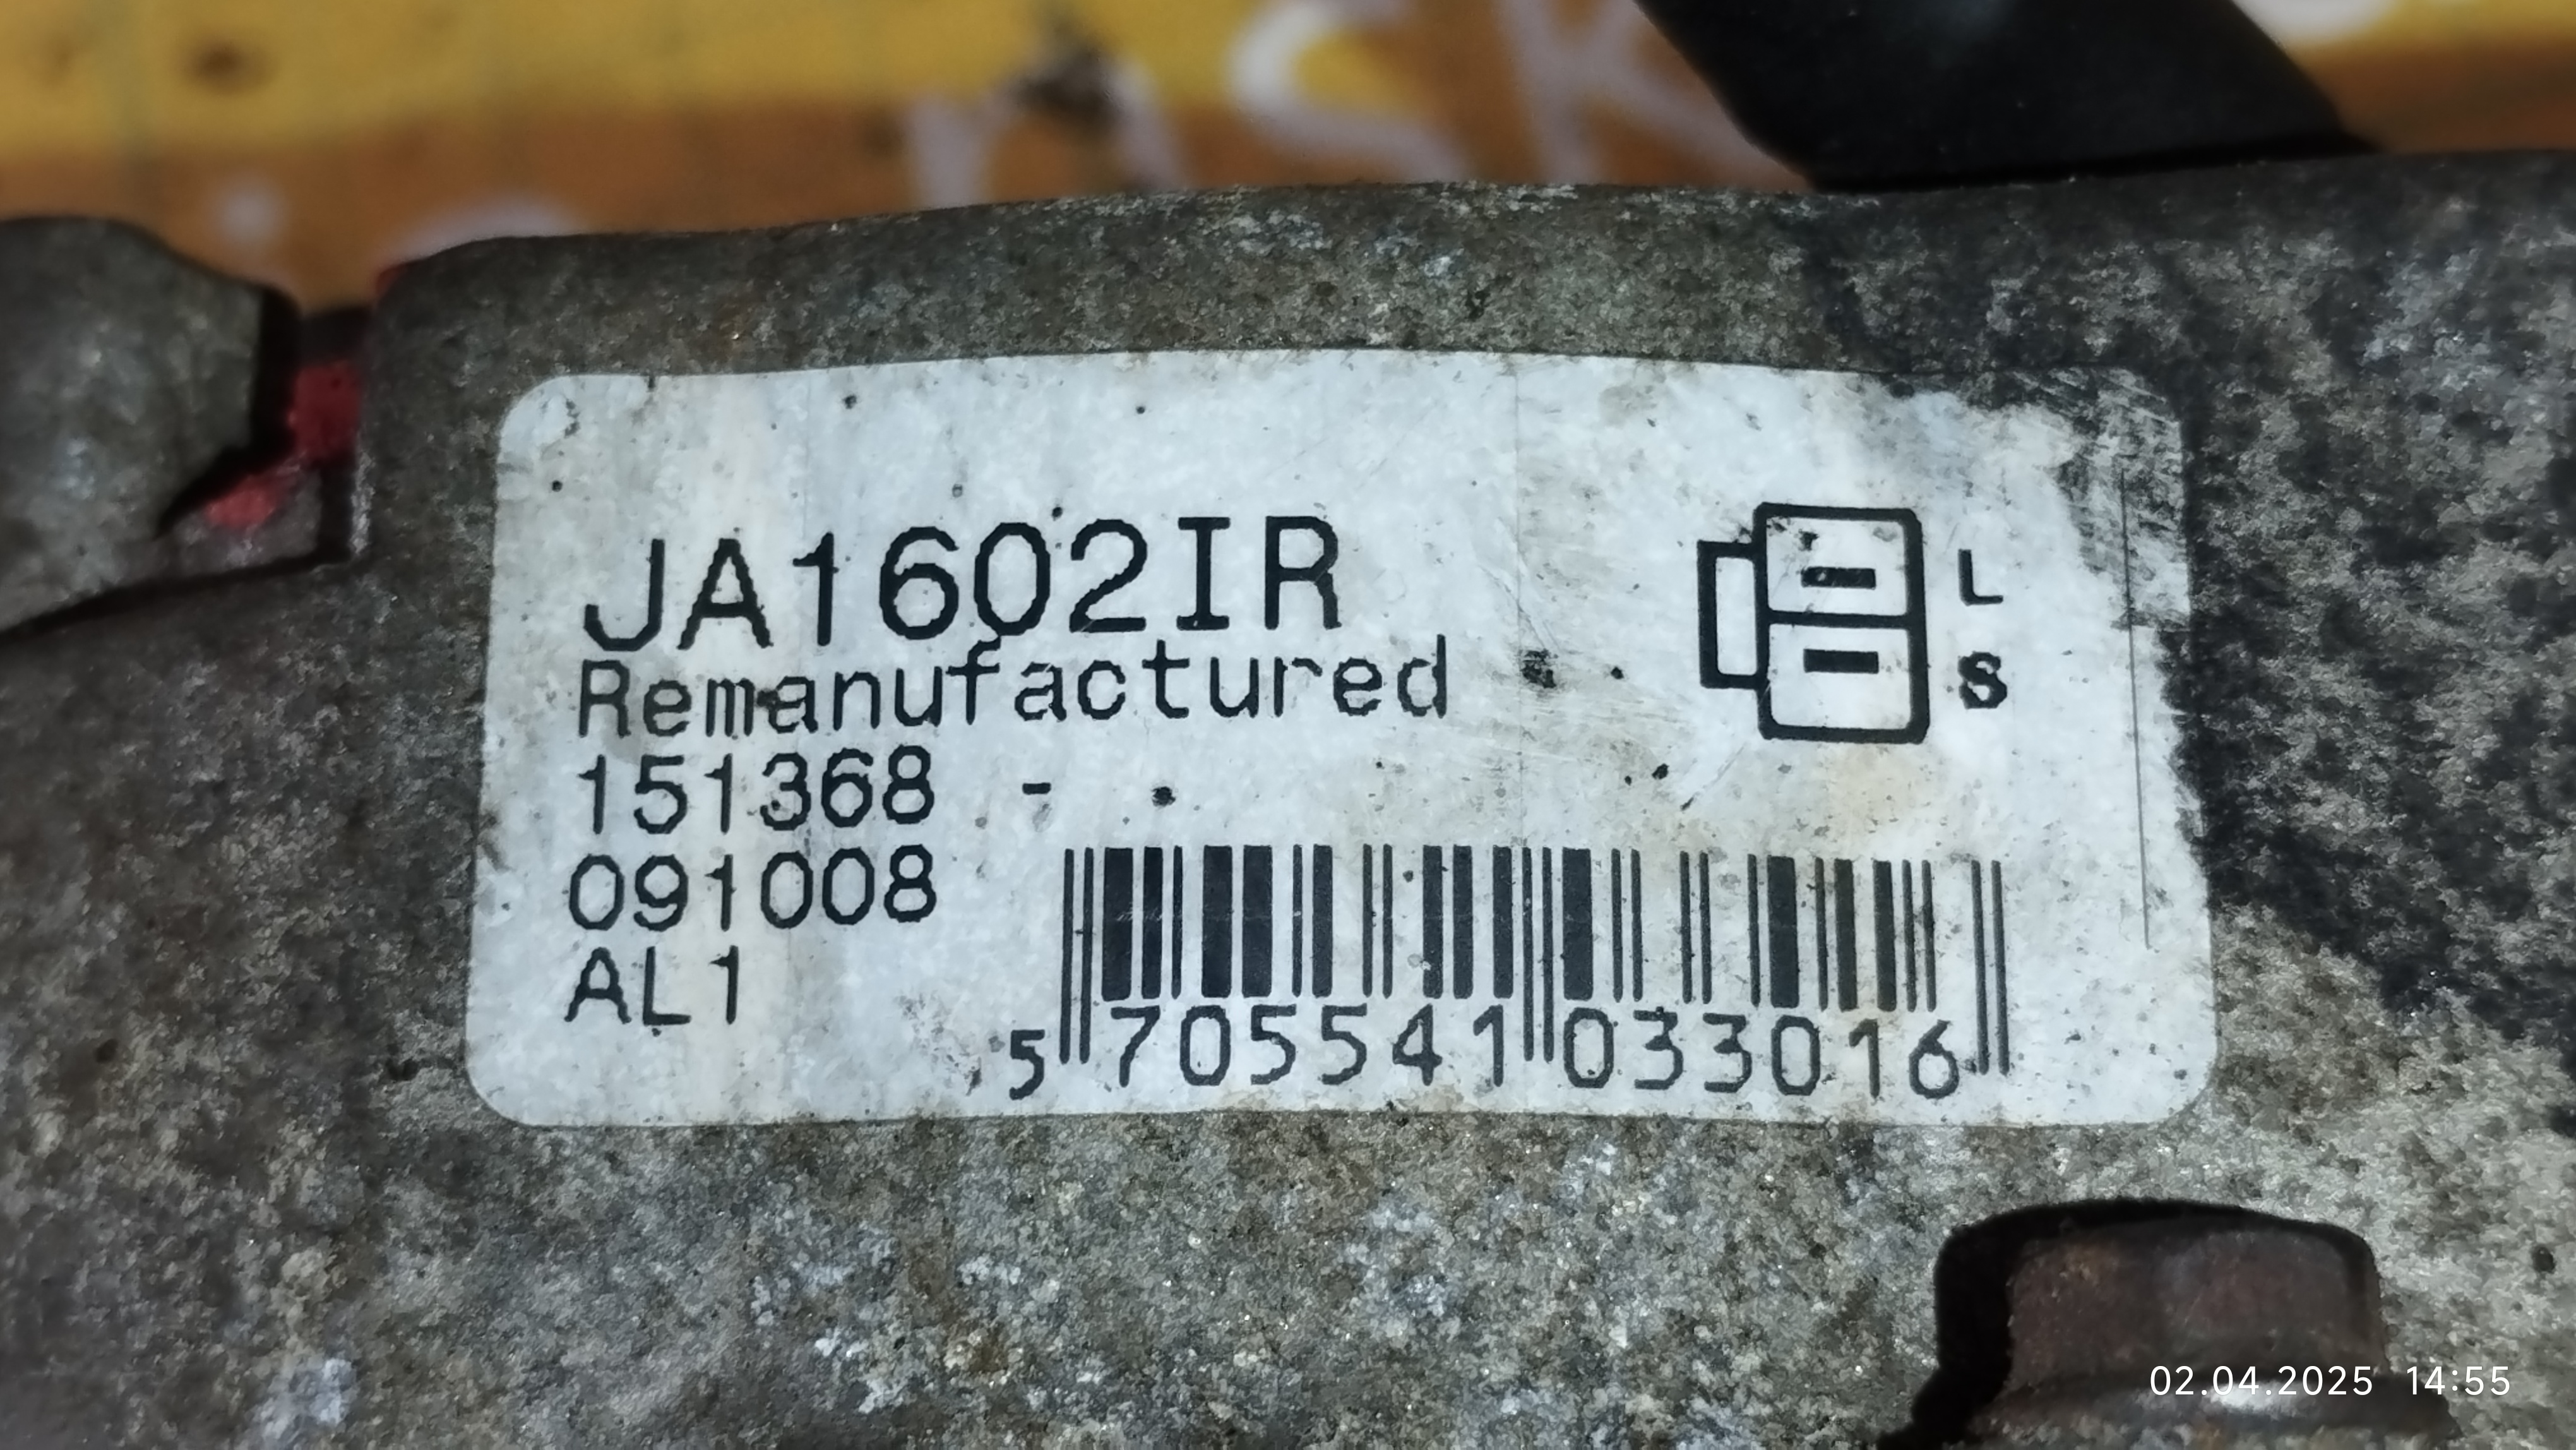 JA1602IR
Remanufactured
L
S
151368 -
091008
AL1
5 705541 033016
02.04.2025 14:55